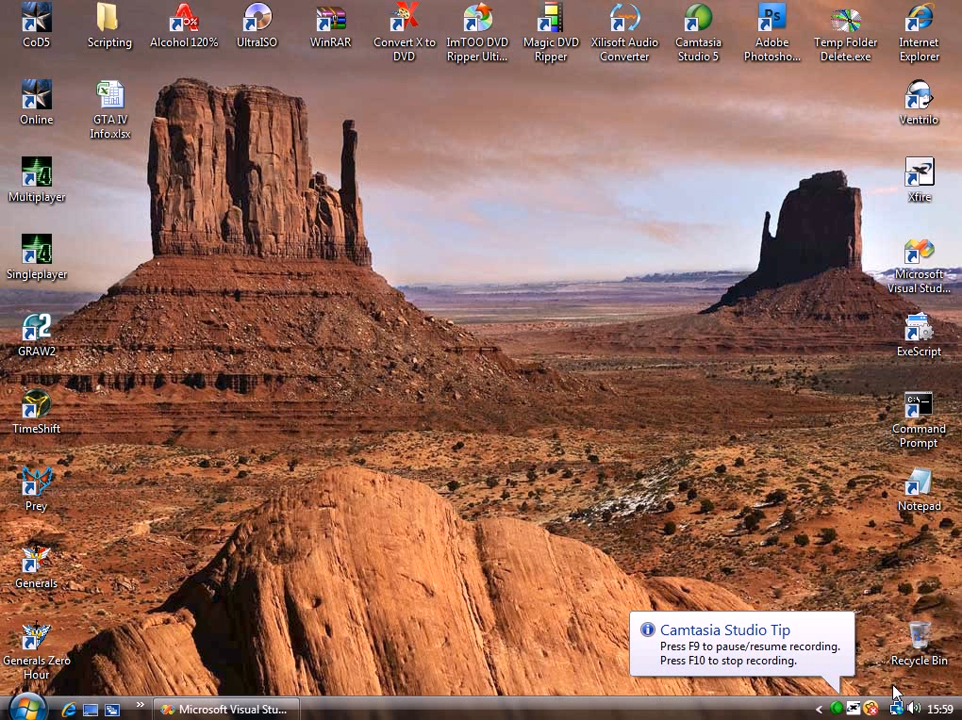 CoD5
Scripting
Alcohol 120%
UltraISO
WinRAR
Convert X to
DVD
ImTOO DVD
Ripper Ulti...
Magic DVD
Ripper
Xilisoft Audio
Converter
Camtasia
Studio 5
Adobe
Photosho...
Temp Folder
Delete.exe
Internet
Explorer
Online
GTA IV
Info.xlsx
Ventrilo
Multiplayer
Xfire
Singleplayer
Microsoft
Visual Stud...
GRAW2
ExeScript
TimeShift
Command
Prompt
Prey
Notepad
Generals
Generals Zero
Hour
Recycle Bin
Camtasia Studio Tip
Press F9 to pause/resume recording.
Press F10 to stop recording.
Microsoft Visual Stu...
15:59